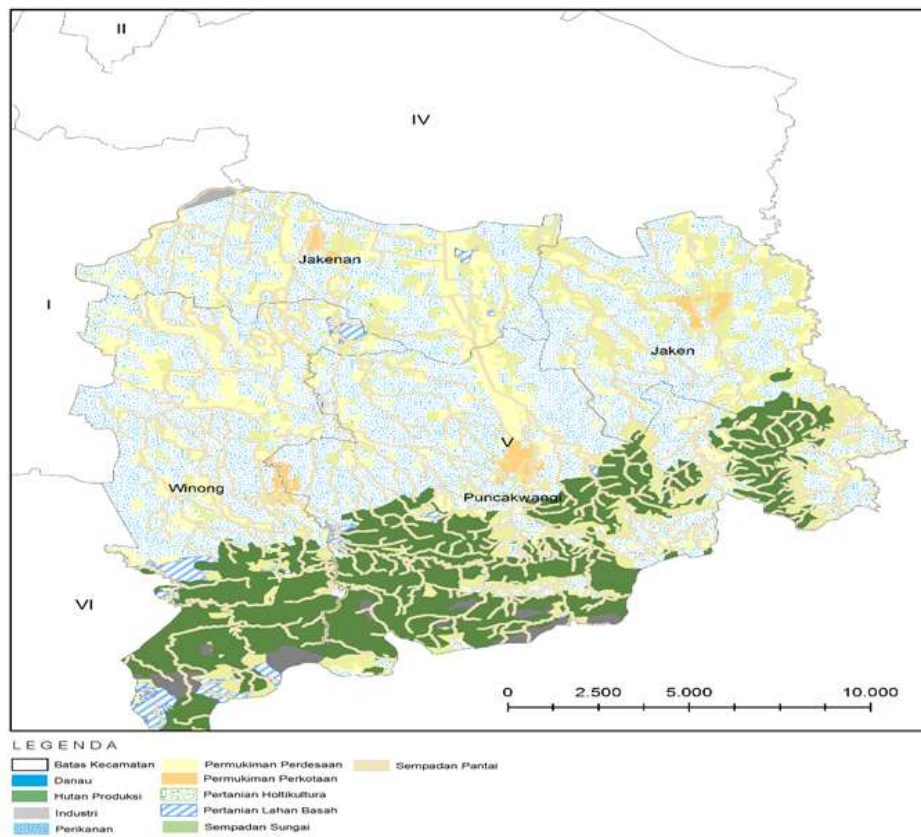 II
IV
Jakenan
I
Jaken
V
Winong
Puncakwangi
VI
0 2.500 5.000 10.000
LEGENDA
Batas Kecamatan
Danau
Hutan Produksi
Industri
Perikanan
Permukiman Perdesaan
Permukiman Perkotaan
Pertanian Holtikultura
Pertanian Lahan Basah
Sempadan Sungai
Sempadan Pantai